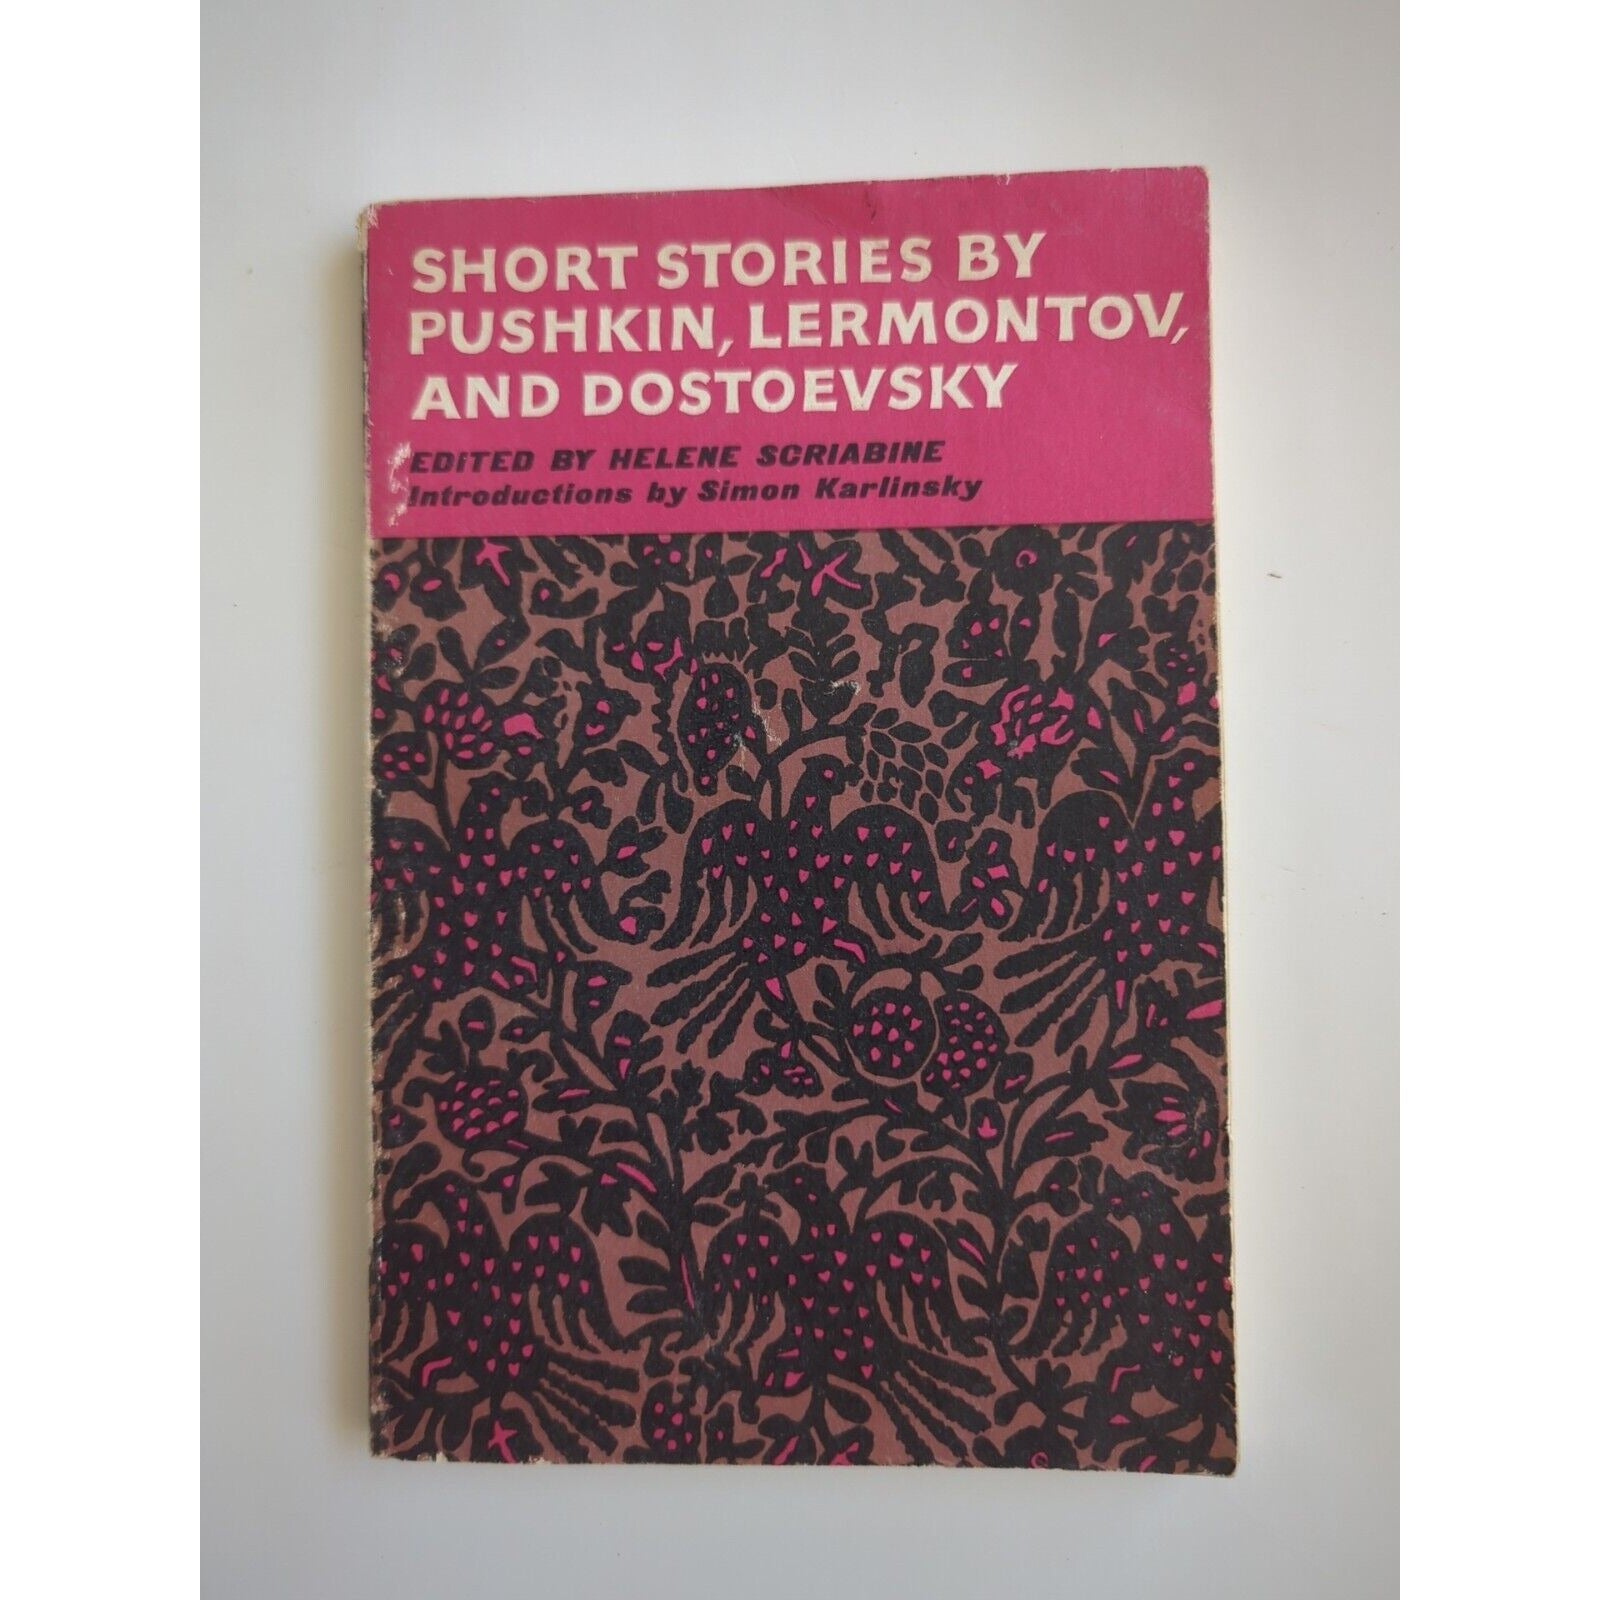 SHORT STORIES BY
PUSHKIN, LERMONTOV,
AND DOSTOEVSKY
EDITED BY HELENE SCRIABINE
Introductions by Simon Karlinsky